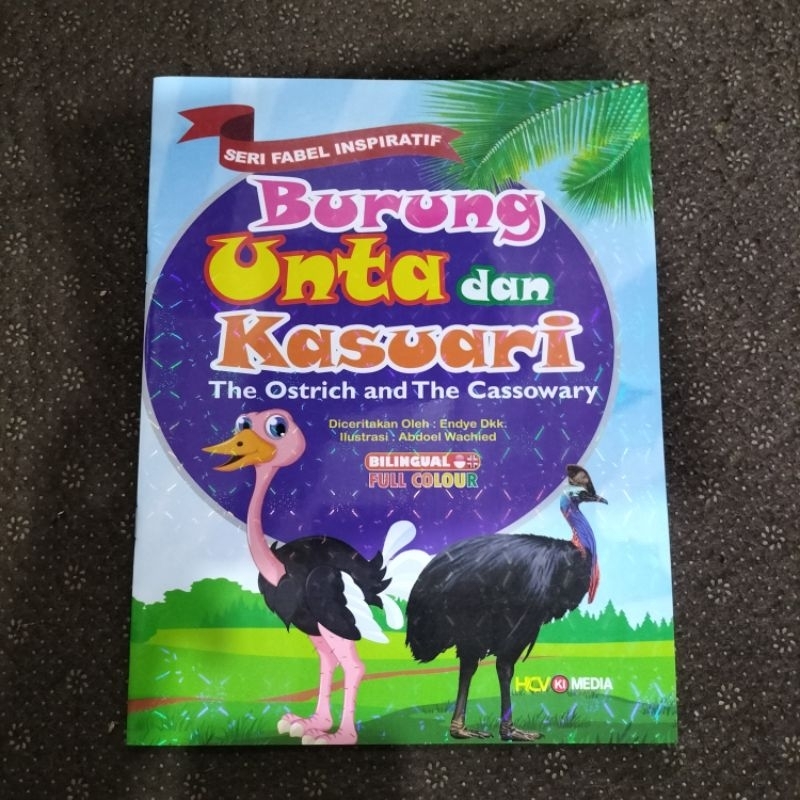 SERI FABEL INSPIRATIF
Burung
Unta dan
Kasuari
The Ostrich and The Cassowary
Diceritakan Oleh : Endye Dkk.
Ilustrasi : Abdoel Wachied
BILINGUAL
FULL COLOUR
HCV KI MEDIA